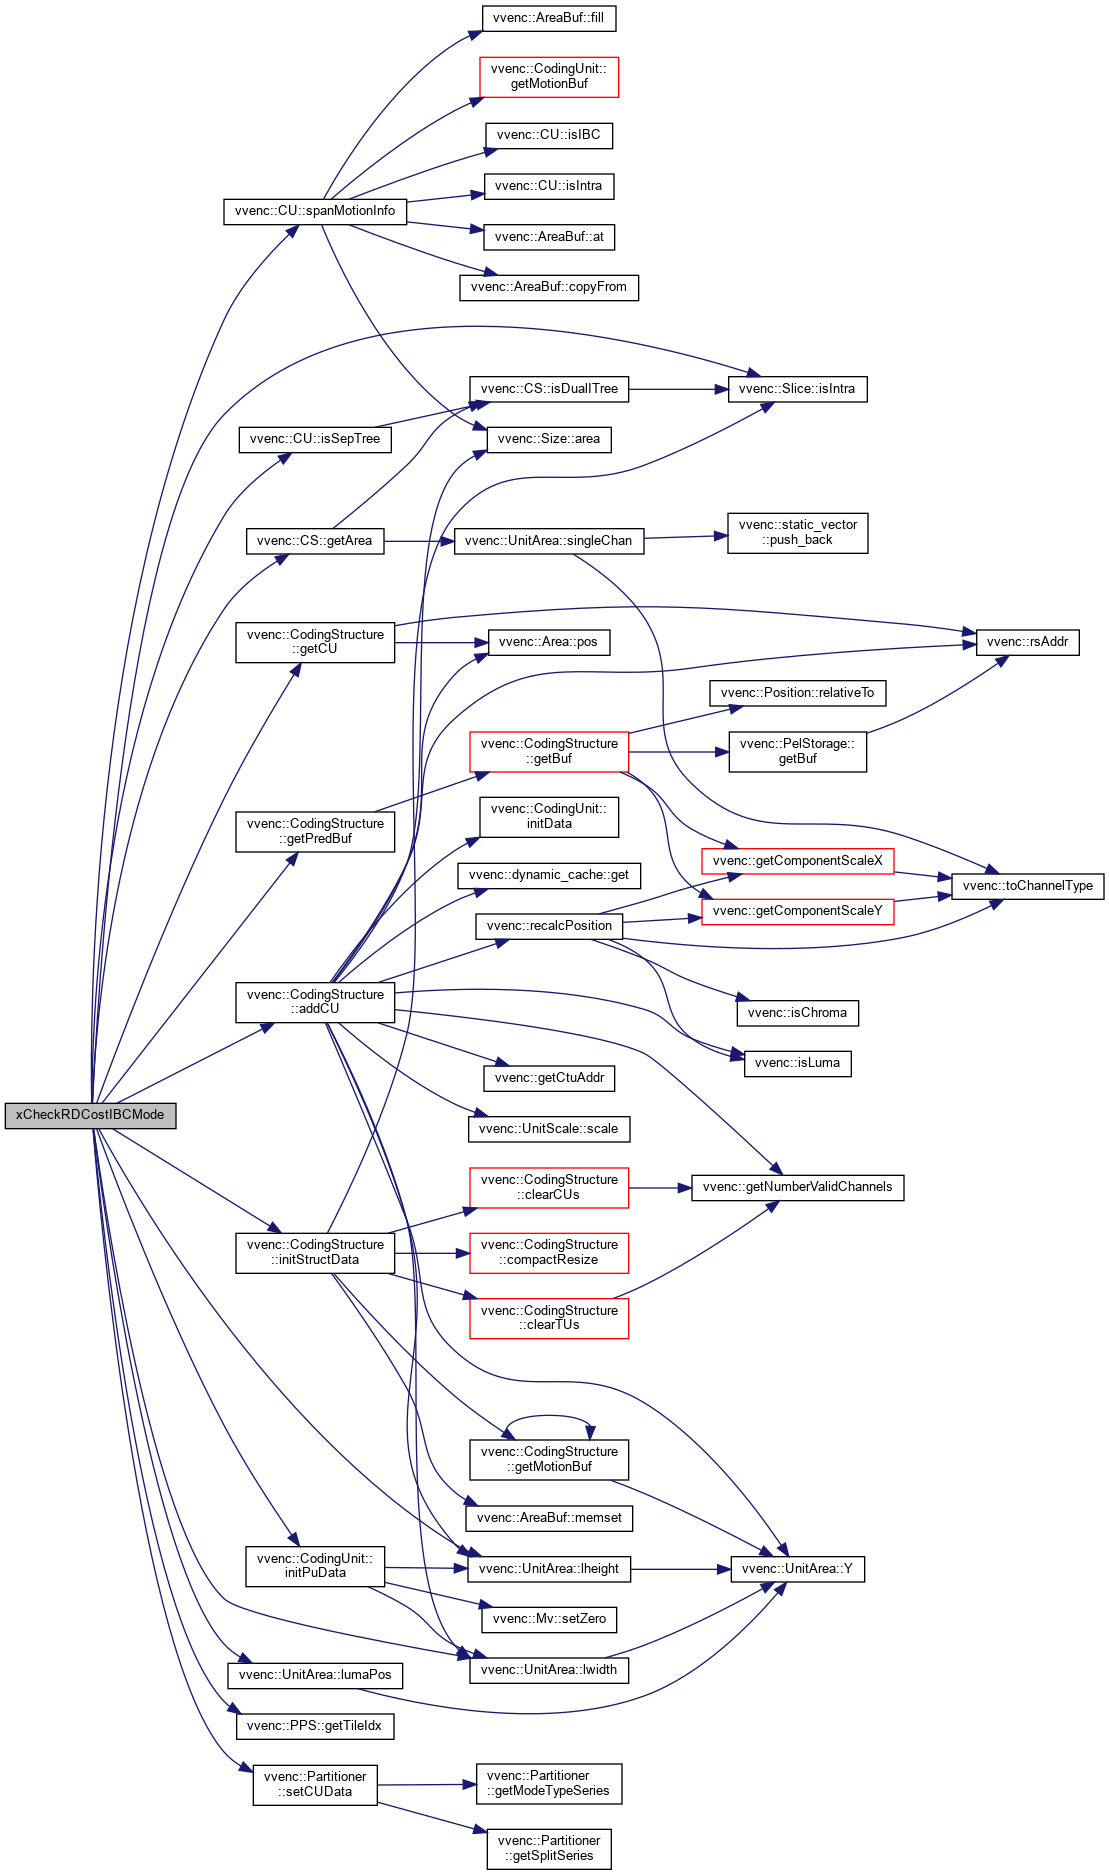 vvenc::AreaBuf::fill
vvenc::CodingUnit::
getMotionBuf
vvenc::CU::isIBC
vvenc::CU::isIntra
vvenc::CU::spanMotionInfo
vvenc::AreaBuf::at
vvenc::AreaBuf::copyFrom
vvenc::CS::isDualITree
vvenc::Slice::isIntra
vvenc::CU::isSepTree
vvenc::Size::area
vvenc::CS::getArea
vvenc::UnitArea::singleChan
vvenc::static_vector
::push_back
vvenc::CodingStructure
::getCU
vvenc::Area::pos
vvenc::rsAddr
vvenc::Position::relativeTo
vvenc::CodingStructure
::getBuf
vvenc::PelStorage::
getBuf
vvenc::CodingStructure
::getPredBuf
vvenc::CodingUnit::
initData
vvenc::getComponentScaleX
vvenc::dynamic_cache::get
vvenc::toChannelType
vvenc::getComponentScaleY
vvenc::recalcPosition
vvenc::CodingStructure
::addCU
vvenc::isChroma
vvenc::isLuma
vvenc::getCtuAddr
xCheckRDCostIBCMode
vvenc::UnitScale::scale
vvenc::CodingStructure
::clearCUs
vvenc::getNumberValidChannels
vvenc::CodingStructure
::initStructData
vvenc::CodingStructure
::compactResize
vvenc::CodingStructure
::clearTUs
vvenc::CodingStructure
::getMotionBuf
vvenc::AreaBuf::memset
vvenc::CodingUnit::
initPuData
vvenc::UnitArea::lheight
vvenc::UnitArea::Y
vvenc::Mv::setZero
vvenc::UnitArea::lumaPos
vvenc::UnitArea::lwidth
vvenc::PPS::getTileIdx
vvenc::Partitioner
::setCUData
vvenc::Partitioner
::getModeTypeSeries
vvenc::Partitioner
::getSplitSeries